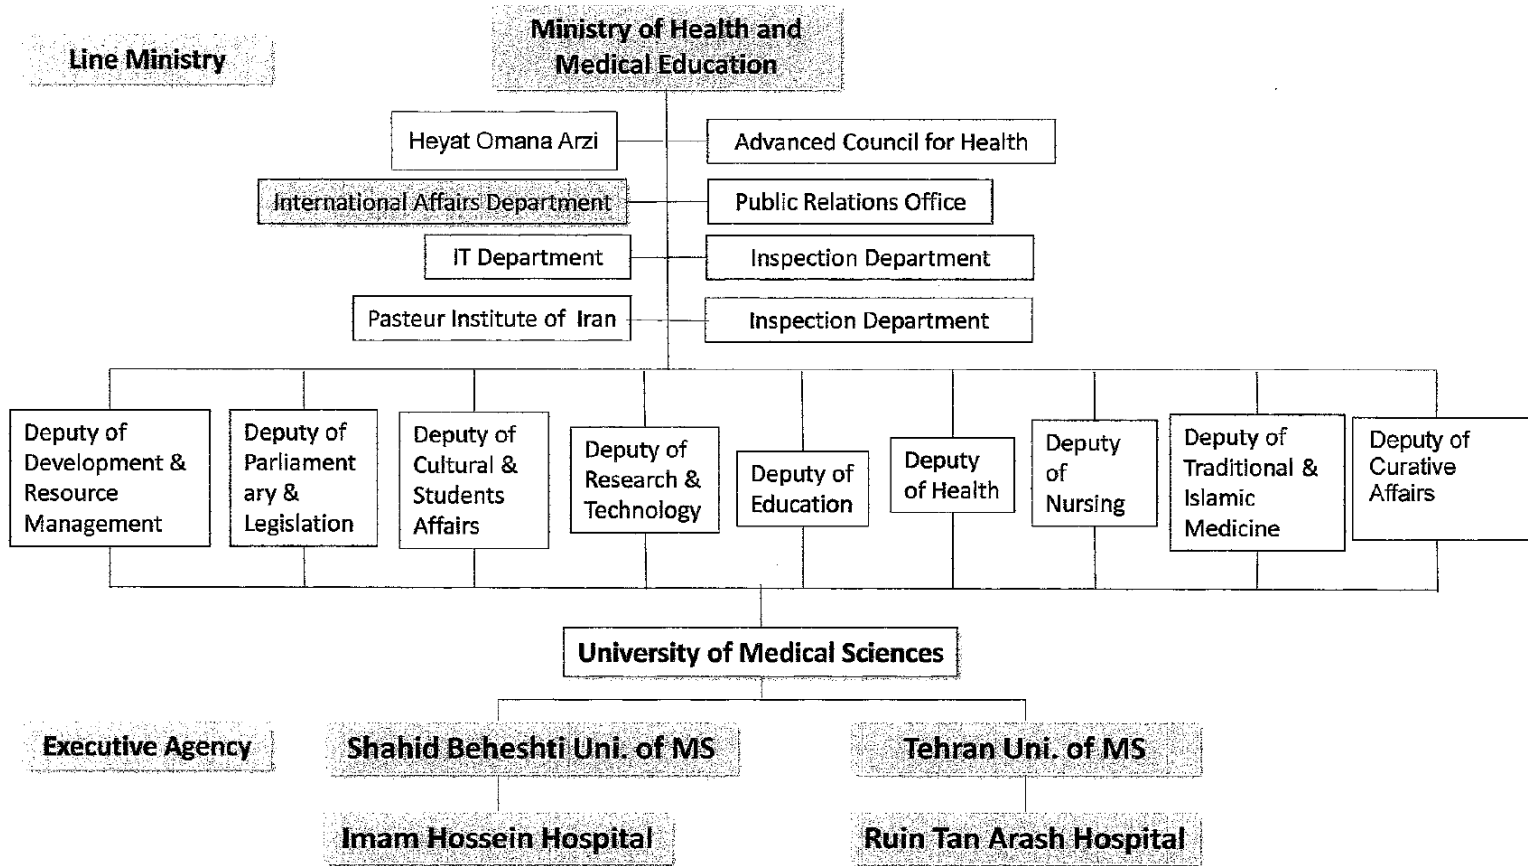 Line Ministry
Ministry of Health and
Medical Education
Heyat Omana Arzi
Advanced Council for Health
International Affairs Department
Public Relations Office
IT Department
Inspection Department
Pasteur Institute of Iran
Inspection Department
Deputy of
Development &
Resource
Management
Deputy of
Parliament
ary &
Legislation
Deputy of
Cultural &
Students
Affairs
Deputy of
Research &
Technology
Deputy of
Education
Deputy
of Health
Deputy
of
Nursing
Deputy of
Traditional &
Islamic
Medicine
Deputy of
Curative
Affairs
University of Medical Sciences
Executive Agency
Shahid Beheshti Uni. of MS
Tehran Uni. of MS
Imam Hossein Hospital
Ruin Tan Arash Hospital